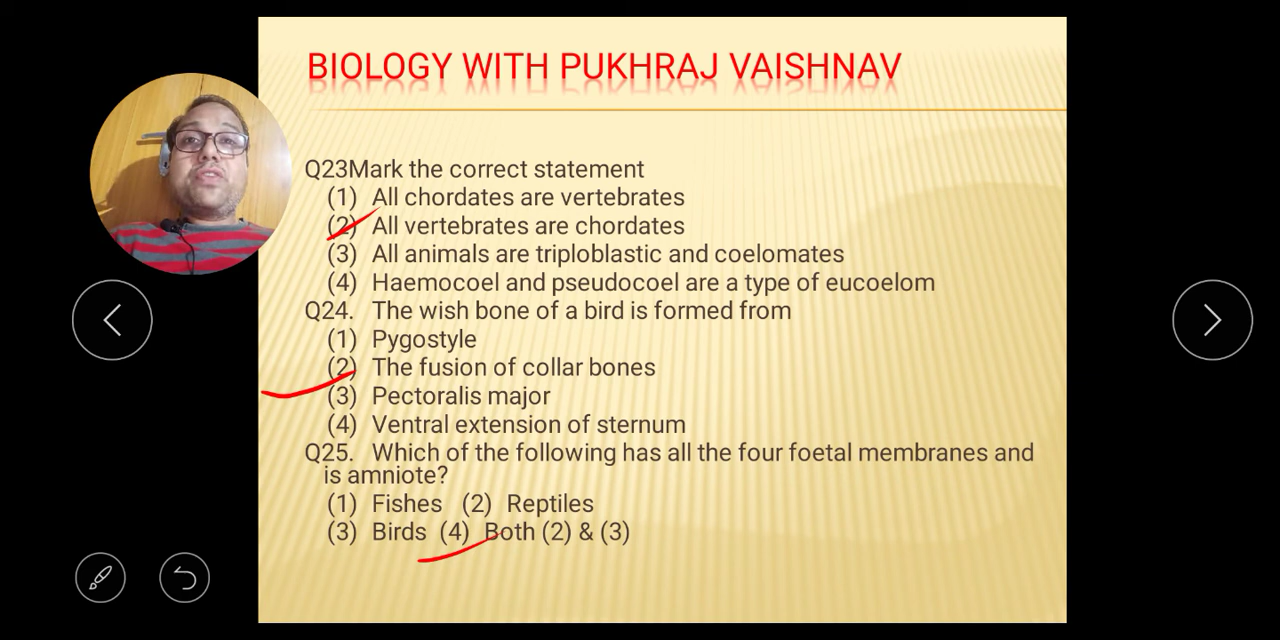 BIOLOGY WITH PUKHRAJ VAISHNAV
Q23Mark the correct statement
(1) All chordates are vertebrates
(2) All vertebrates are chordates
(3) All animals are triploblastic and coelomates
(4) Haemocoel and pseudocoel are a type of eucoelom
Q24. The wish bone of a bird is formed from
(1) Pygostyle
(2) The fusion of collar bones
(3) Pectoralis major
(4) Ventral extension of sternum
Q25. Which of the following has all the four foetal membranes and
is amniote?
(1) Fishes (2) Reptiles
(3) Birds (4) Both (2) & (3)